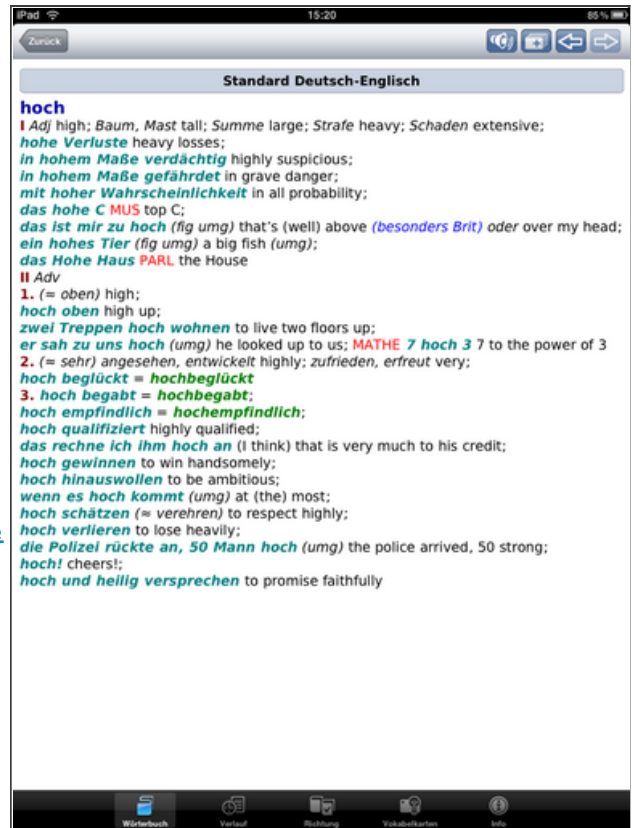 iPad 15:20 85 %
Zurück
Standard Deutsch-Englisch
hoch
I Adj high; Baum, Mast tall; Summe large; Strafe heavy; Schaden extensive;
hohe Verluste heavy losses;
in hohem Maße verdächtig highly suspicious;
in hohem Maße gefährdet in grave danger;
mit hoher Wahrscheinlichkeit in all probability;
das hohe C MUS top C;
das ist mir zu hoch (fig umg) that's (well) above (besonders Brit) oder over my head;
ein hohes Tier (fig umg) a big fish (umg);
das Hohe Haus PARL the House
II Adv
1. (= oben) high;
hoch oben high up;
zwei Treppen hoch wohnen to live two floors up;
er sah zu uns hoch (umg) he looked up to us; MATHE 7 hoch 3 7 to the power of 3
2. (= sehr) angesehen, entwickelt highly; zufrieden, erfreut very;
hoch beglückt = hochbeglückt
3. hoch begabt = hochbegabt;
hoch empfindlich = hochempfindlich;
hoch qualifiziert highly qualified;
das rechne ich ihm hoch an (I think) that is very much to his credit;
hoch gewinnen to win handsomely;
hoch hinauswollen to be ambitious;
wenn es hoch kommt (umg) at (the) most;
hoch schätzen (≈ verehren) to respect highly;
hoch verlieren to lose heavily;
die Polizei rückte an, 50 Mann hoch (umg) the police arrived, 50 strong;
hoch! cheers!;
hoch und heilig versprechen to promise faithfully
Wörterbuch Verlauf Richtung Vokabelkarten Info